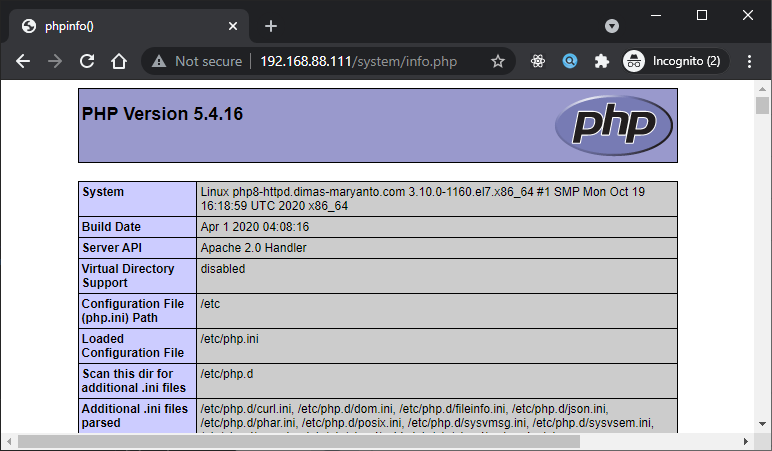 phpinfo()
Not secure
192.168.88.111/system/info.php
Incognito (2)
PHP Version 5.4.16
php
System
Linux php8-httpd.dimas-maryanto.com 3.10.0-1160.el7.x86_64 #1 SMP Mon Oct 19
16:18:59 UTC 2020 x86_64
Build Date
Apr 1 2020 04:08:16
Server API
Apache 2.0 Handler
Virtual Directory
Support
disabled
Configuration File
(php.ini) Path
/etc
Loaded
Configuration File
/etc/php.ini
Scan this dir for
additional .ini files
/etc/php.d
Additional .ini files
parsed
/etc/php.d/curl.ini, /etc/php.d/dom.ini, /etc/php.d/fileinfo.ini, /etc/php.d/json.ini,
/etc/php.d/phar.ini, /etc/php.d/posix.ini, /etc/php.d/sysvmsg.ini, /etc/php.d/sysvsem.ini,